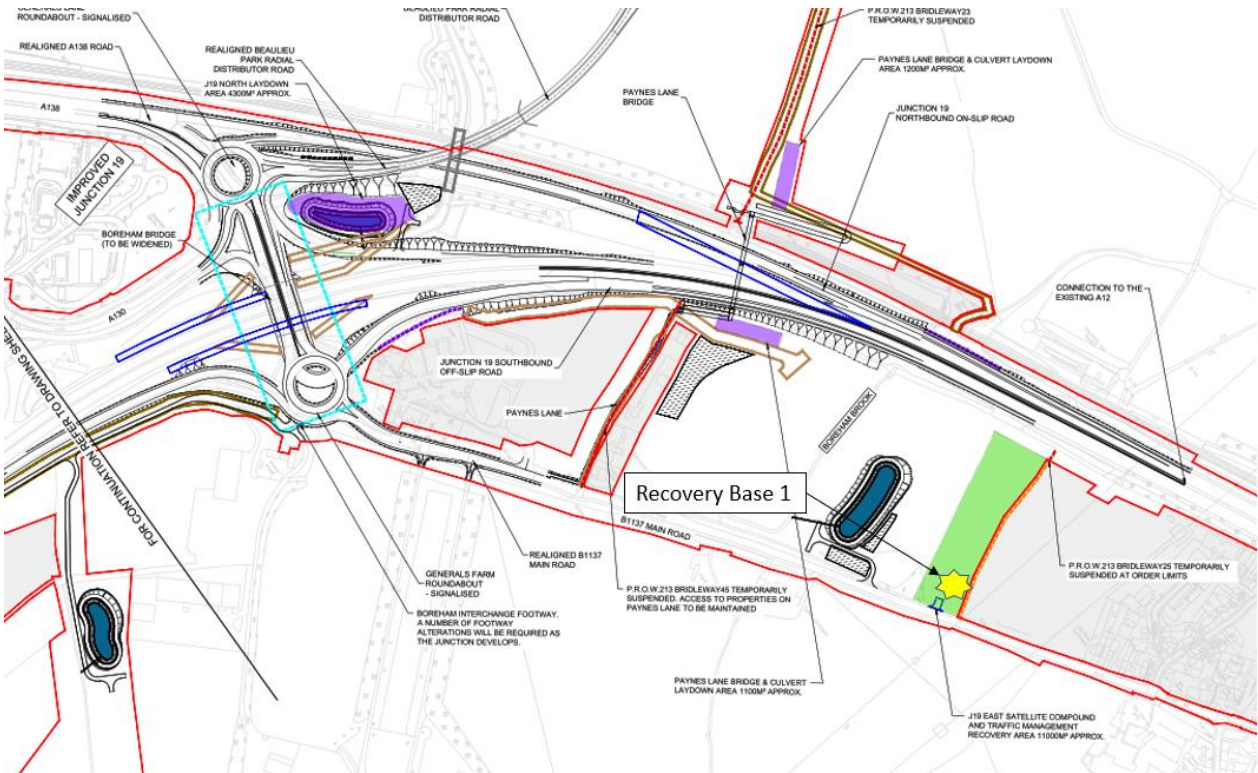 ROUNDABOUT - SIGNALISED
REALIGNED A138 ROAD
REALIGNED BEAULIEU
PARK RADIAL
DISTRIBUTOR ROAD
J19 NORTH LAYDOWN
AREA 4300M² APPROX.
DISTRIBUTOR ROAD
P.R.O.W.213 BRIDLEWAY23
TEMPORARILY SUSPENDED
PAYNES LANE BRIDGE & CULVERT LAYDOWN
AREA 1200M² APPROX.
PAYNES LANE
BRIDGE
JUNCTION 19
NORTHBOUND ON-SLIP ROAD
A138
IMPROVED
JUNCTION 19
BOREHAM BRIDGE
(TO BE WIDENED)
A130
CONNECTION TO THE
EXISTING A12
FOR CONTINUATION REFER TO DRAWING
JUNCTION 19 SOUTHBOUND
OFF-SLIP ROAD
PAYNES LANE
BOREHAM BROOK
Recovery Base 1
B1137 MAIN ROAD
REALIGNED B1137
MAIN ROAD
GENERALS FARM
ROUNDABOUT
- SIGNALISED
BOREHAM INTERCHANGE FOOTWAY.
A NUMBER OF FOOTWAY
ALTERATIONS WILL BE REQUIRED AS
THE JUNCTION DEVELOPS.
P.R.O.W.213 BRIDLEWAY45 TEMPORARILY
SUSPENDED. ACCESS TO PROPERTIES ON
PAYNES LANE TO BE MAINTAINED
P.R.O.W.213 BRIDLEWAY25 TEMPORARILY
SUSPENDED AT ORDER LIMITS
PAYNES LANE BRIDGE & CULVERT
LAYDOWN AREA 1100M² APPROX.
J19 EAST SATELLITE COMPOUND
AND TRAFFIC MANAGEMENT
RECOVERY AREA 11000M² APPROX.